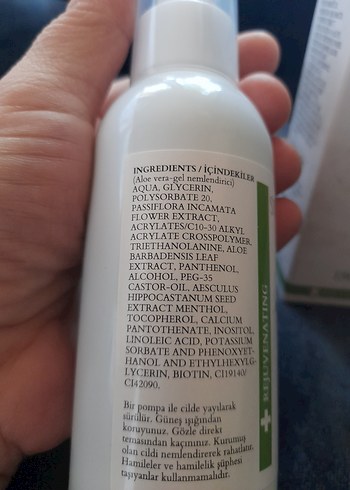 INGREDIENTS / İÇİNDEKİLER
(Aloe vera-gel nemlendirici)
AQUA, GLYCERIN,
POLYSORBATE 20,
PASSIFLORA INCAMATA
FLOWER EXTRACT,
ACRYLATES/C10-30 ALKYL
ACRYLATE CROSSPOLYMER,
TRIETHANOLANINE, ALOE
BARBADENSIS LEAF
EXTRACT, PANTHENOL,
ALCOHOL, PEG-35
CASTOR-OIL, AESCULUS
HIPPOCASTANUM SEED
EXTRACT MENTHOL,
TOCOPHEROL, CALCIUM
PANTOTHENATE, INOSITOL
LINOLEIC ACID, POTASSIUM
SORBATE AND PHENOXYET-
HANOL AND ETHYLHEXYLG-
LYCERIN, BIOTIN, CI19140/
CI42090.
Bir pompa ile cilde yayılarak
sürülür. Güneş ışığından
koruyunuz. Gözle direkt
temasından kaçınınız. Kurumuş
olan cildi nemlendirerek rahatlatır.
Hamileler ve hamilelik şüphesi
taşıyanlar kullanmamalıdır.
REJUVENATING